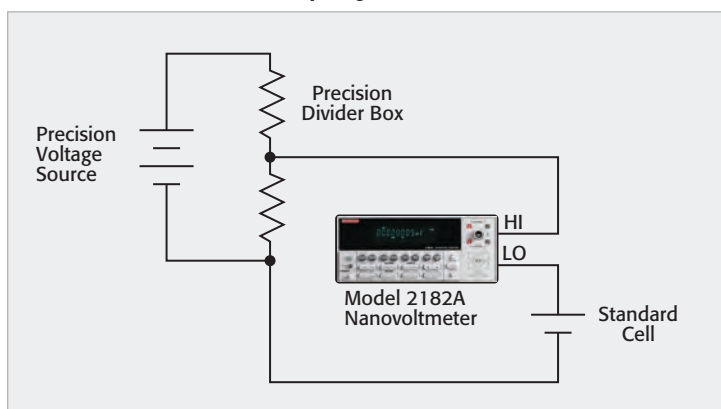 Precision
Divider Box
Precision
Voltage
Source
HI
LO
Model 2182A
Nanovoltmeter
Standard
Cell